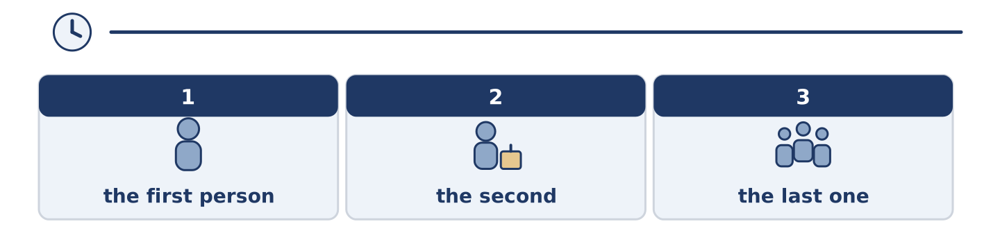 1
2
3
the first person
the second
the last one